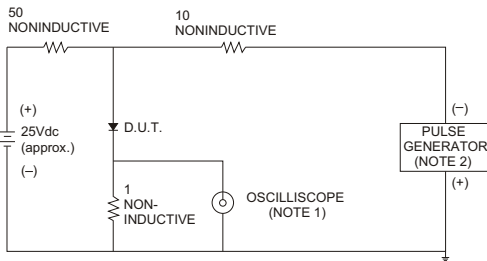 50
NONINDUCTIVE
10
NONINDUCTIVE
(+)
25Vdc
(approx.)
(–)
D.U.T.
1
NON-
INDUCTIVE
OSCILLISCOPE
(NOTE 1)
(–)
PULSE
GENERATOR
(NOTE 2)
(+)